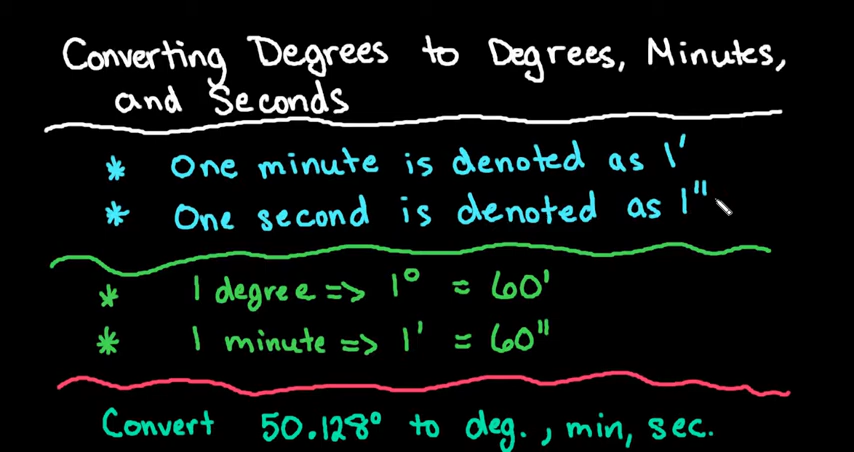 Converting Degrees to Degrees, Minutes,
and Seconds
* One minute is denoted as 1'
* One second is denoted as 1"
* 1 degree => 1° = 60'
* 1 minute => 1' = 60"
Convert 50.128° to deg., min, sec.